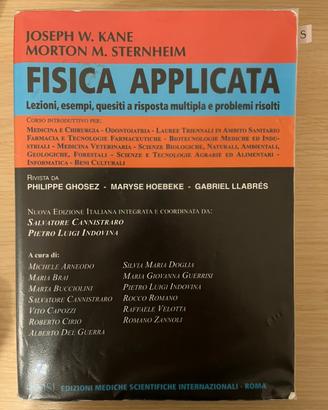 JOSEPH W. KANE
MORTON M. STERNHEIM
S
FISICA APPLICATA
Lezioni, esempi, quesiti a risposta multipla e problemi risolti
CORSO INTRODUTTIVO PER:
MEDICINA E CHIRURGIA - ODONTOIATRIA - LAUREE TRIENNALI IN AMBITO SANITARIO
FARMACIA E TECNOLOGIE FARMACEUTICHE - BIOTECNOLOGIE MEDICHE ED INDU-
STRIALI - MEDICINA VETERINARIA - SCIENZE BIOLOGICHE, NATURALI, AMBIENTALI,
GEOLOGICHE, FORESTALI - SCIENZE E TECNOLOGIE AGRARIE ED ALIMENTARI -
INFORMATICA - BENI CULTURALI
RIVISTA DA
PHILIPPE GHOSEZ - MARYSE HOEBEKE - GABRIEL LLABRÉS
NUOVA EDIZIONE ITALIANA INTEGRATA E COORDINATA DA:
SALVATORE CANNISTRARO
PIETRO LUIGI INDOVINA
A cura di:
MICHELE ARNEODO
MARIA BRAI
MARTA BUCCIOLINI
SALVATORE CANNISTRARO
VITO CAPOZZI
ROBERTO CIRIO
ALBERTO DEL GUERRA
SILVIA MARIA DOGLIA
MARIA GIOVANNA GUERRISI
PIETRO LUIGI INDOVINA
ROCCO ROMANO
RAFFAELE VELOTTA
ROMANO ZANNOLI
EDIZIONI MEDICHE SCIENTIFICHE INTERNAZIONALI - ROMA